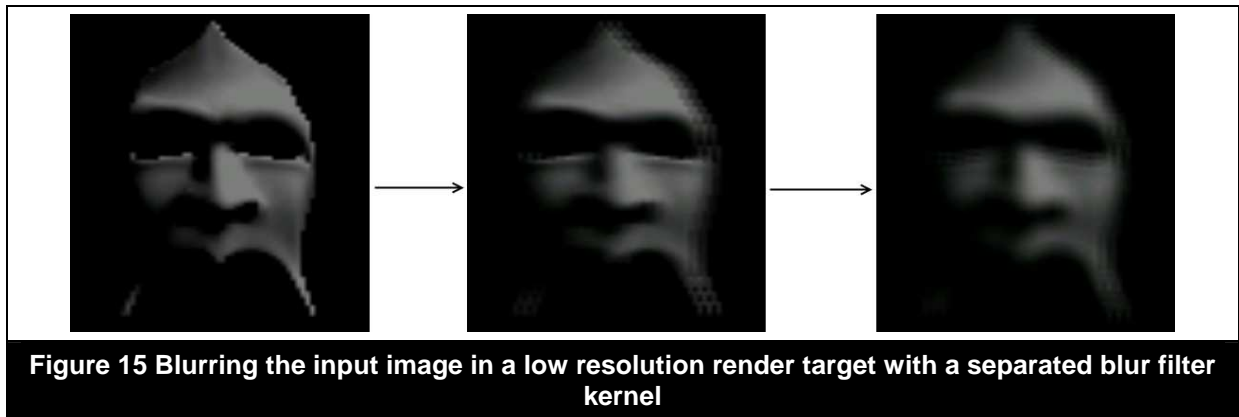 Figure 15 Blurring the input image in a low resolution render target with a separated blur filter
kernel